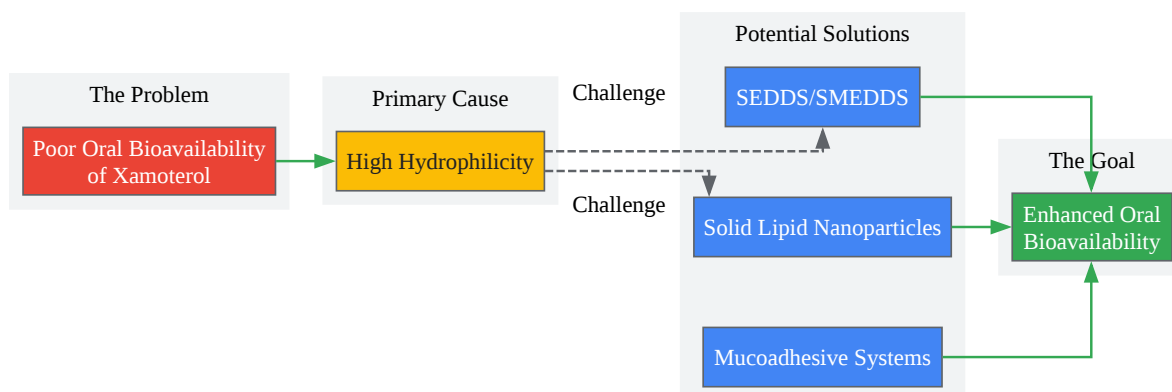 The Problem
Poor Oral Bioavailability
of Xamoterol
Primary Cause
High Hydrophilicity
Challenge
Challenge
Potential Solutions
SEDDS/SMEDDS
Solid Lipid Nanoparticles
Mucoadhesive Systems
The Goal
Enhanced Oral
Bioavailability